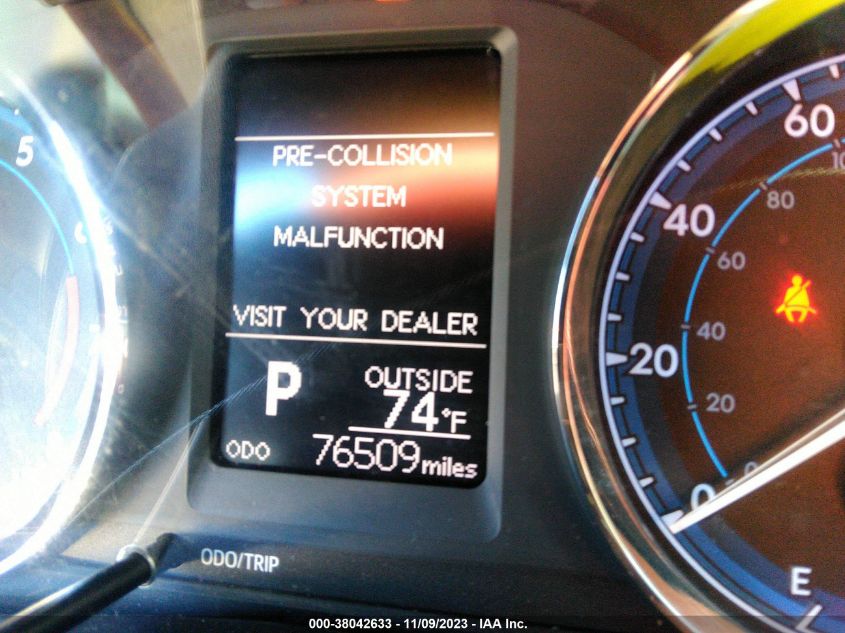 PRE-COLLISION
SYSTEM
MALFUNCTION
VISIT YOUR DEALER
P
OUTSIDE
74°F
ODO 76509 miles
ODO/TRIP
5
60
40
20
0
80
60
40
20
0
E
000-38042633 - 11/09/2023 - IAA Inc.